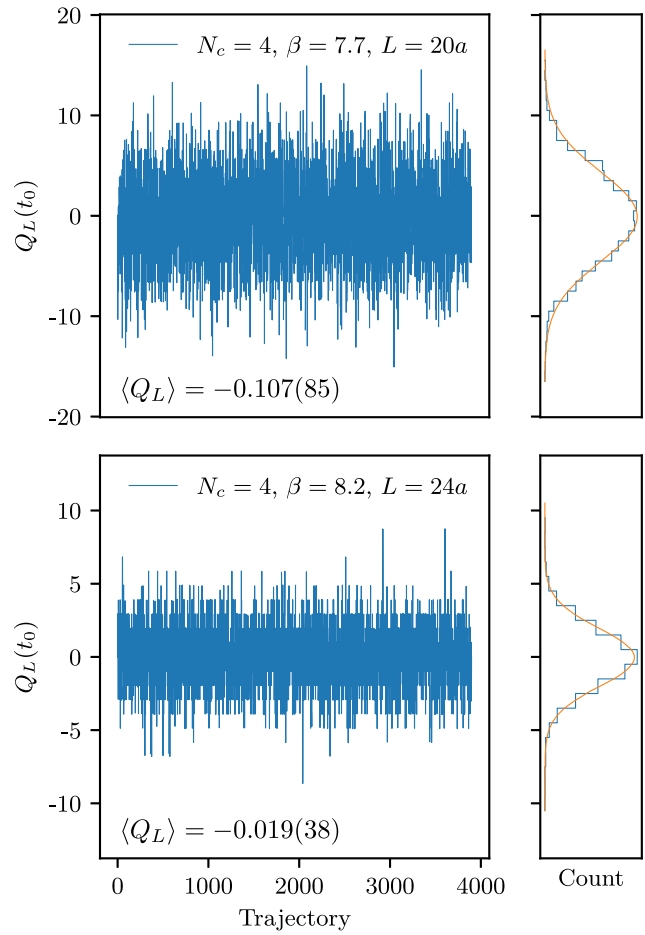 20
10
0
-10
-20
Q_L(t_0)
N_c = 4, β = 7.7, L = 20a
⟨Q_L⟩ = −0.107(85)
10
5
0
-5
-10
Q_L(t_0)
N_c = 4, β = 8.2, L = 24a
⟨Q_L⟩ = −0.019(38)
0 1000 2000 3000 4000
Trajectory
Count